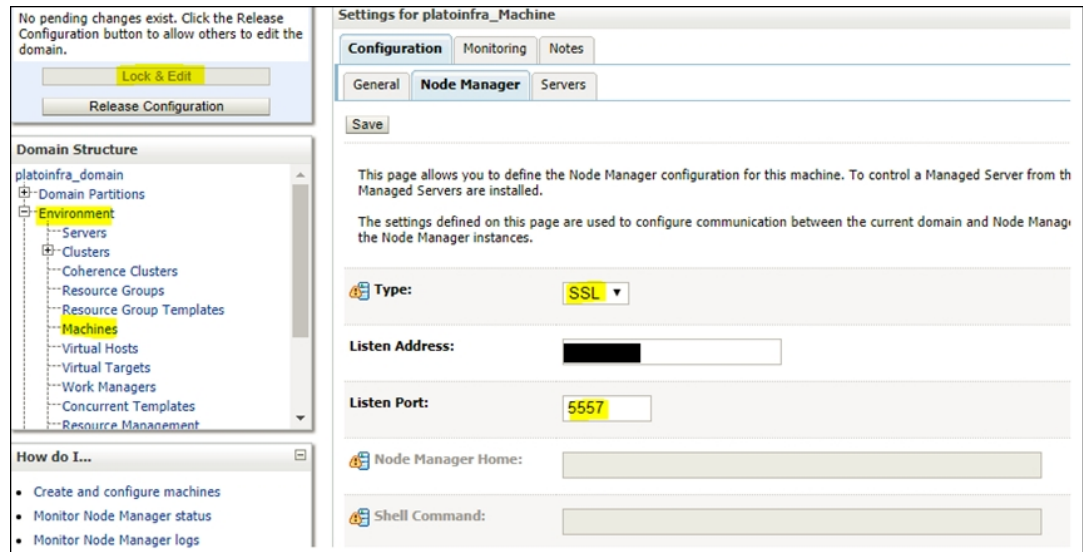 No pending changes exist. Click the Release
Configuration button to allow others to edit the
domain.
Lock & Edit
Release Configuration
Domain Structure
platoinfra_domain
Domain Partitions
Environment
Servers
Clusters
Coherence Clusters
Resource Groups
Resource Group Templates
Machines
Virtual Hosts
Virtual Targets
Work Managers
Concurrent Templates
Resource Management
How do I...
Create and configure machines
Monitor Node Manager status
Monitor Node Manager logs
Settings for platoinfra_Machine
Configuration Monitoring Notes
General Node Manager Servers
Save
This page allows you to define the Node Manager configuration for this machine. To control a Managed Server from th
Managed Servers are installed.
The settings defined on this page are used to configure communication between the current domain and Node Manage
the Node Manager instances.
Type: SSL
Listen Address:
Listen Port: 5557
Node Manager Home:
Shell Command: